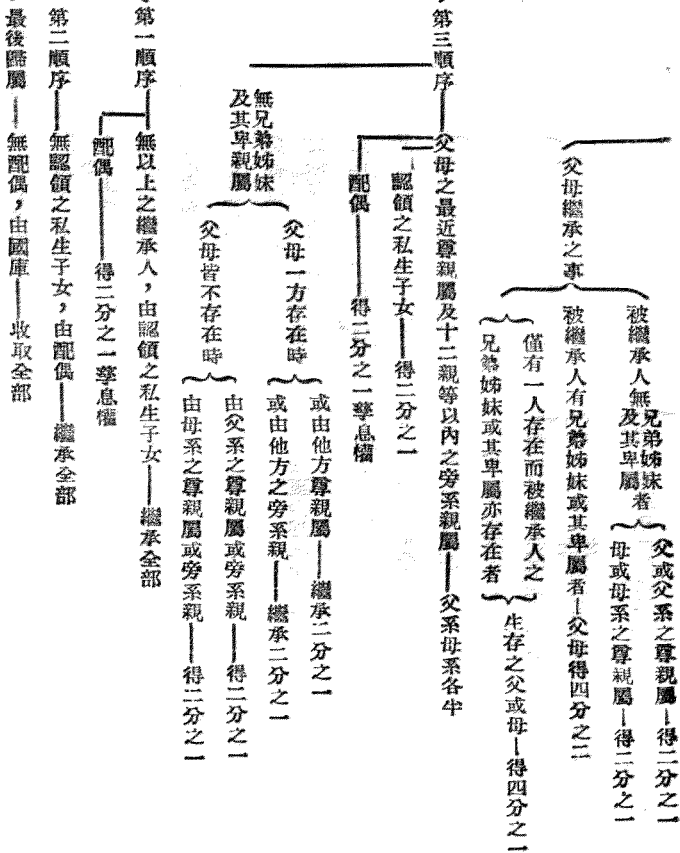 父母繼承之事
被繼承人無兄弟姊妹及其卑屬者
父或父系之尊親屬—得二分之一
母或母系之尊親屬—得二分之一
被繼承人有兄弟姊妹或其卑屬者—父母得四分之二
僅有一人存在而被繼承人之
兄弟姊妹或其卑屬亦存在者
生存之父或母—得四分之一
第三順序
父母之最近尊親屬及十二親等以內之旁系親屬——父系母系各半
認領之私生子女——得二分之一
配偶——得二分之一孳息權
無兄弟姊妹
及其卑親屬
父母一方存在時
或由他方尊親屬——繼承二分之一
或由他方之旁系親——繼承二分之一
父母皆不存在時
由父系之尊親屬或旁系親——得二分之一
由母系之尊親屬或旁系親——得二分之一
第一順序
無以上之繼承人，由認領之私生子女——繼承全部
配偶——得二分之一孳息權
第二順序——無認領之私生子女，由配偶——繼承全部
最後歸屬——無配偶，由國庫——收取全部